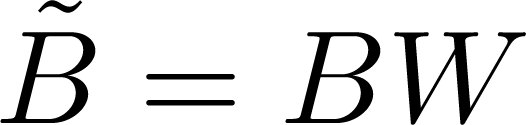 B̃ = BW